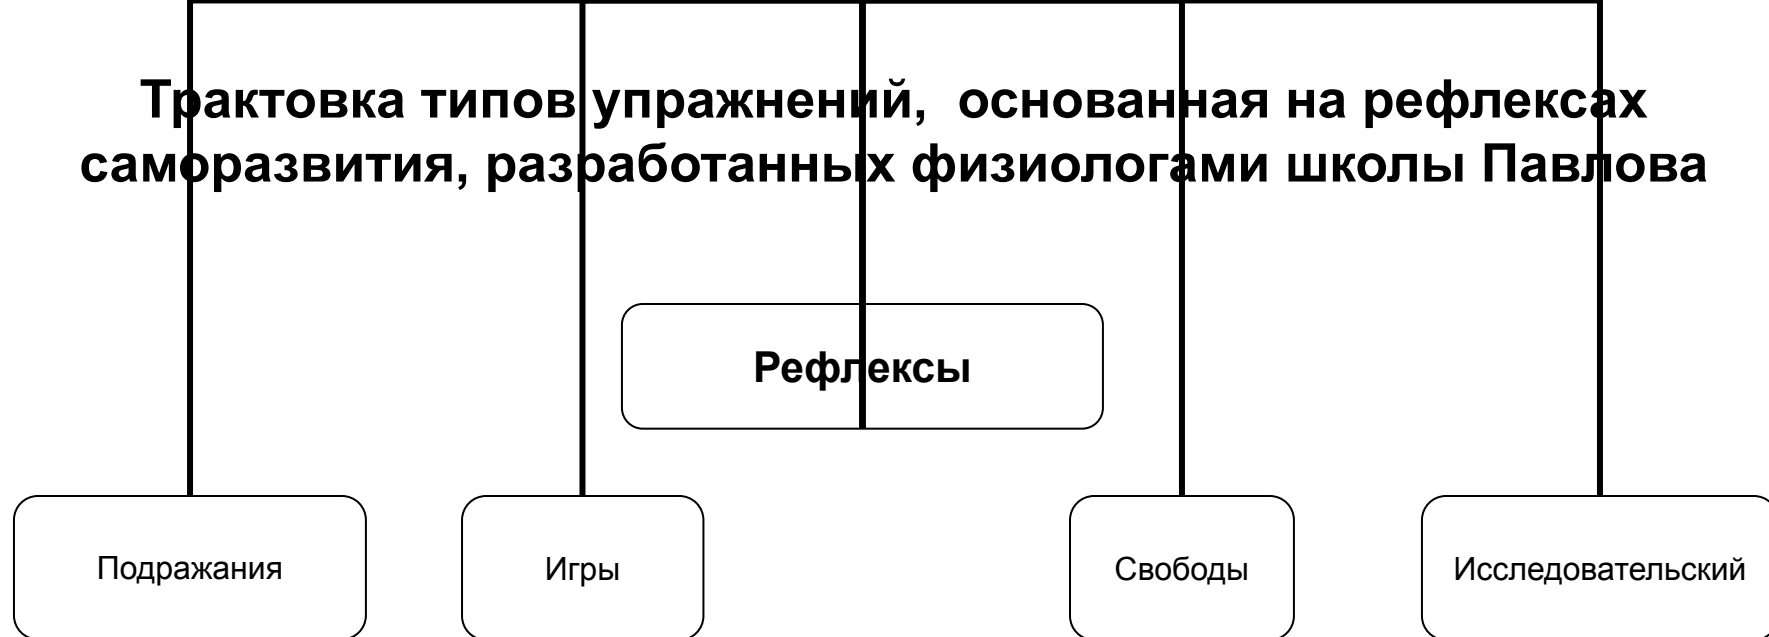 Трактовка типов упражнений, основанная на рефлексах
саморазвития, разработанных физиологами школы Павлова
Рефлексы
Подражания
Игры
Свободы
Исследовательский